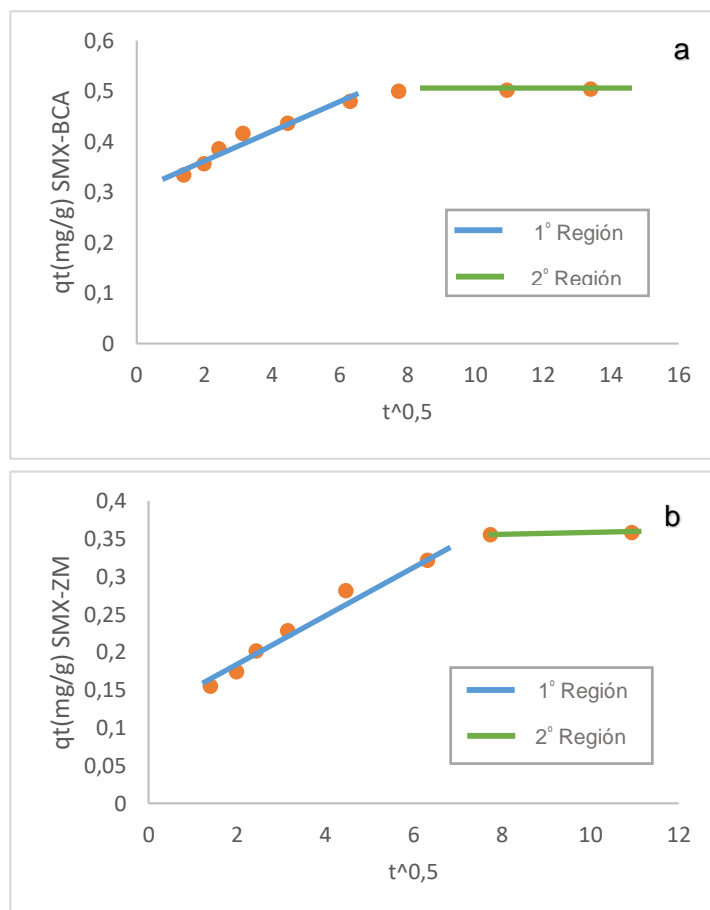 a
qt(mg/g) SMX-BCA
0,6
0,5
0,4
0,3
0,2
0,1
0
1° Región
2° Región
0 2 4 6 8 10 12 14 16
t^0,5
b
qt(mg/g) SMX-ZM
0,4
0,35
0,3
0,25
0,2
0,15
0,1
0,05
0
1° Región
2° Región
0 2 4 6 8 10 12
t^0,5